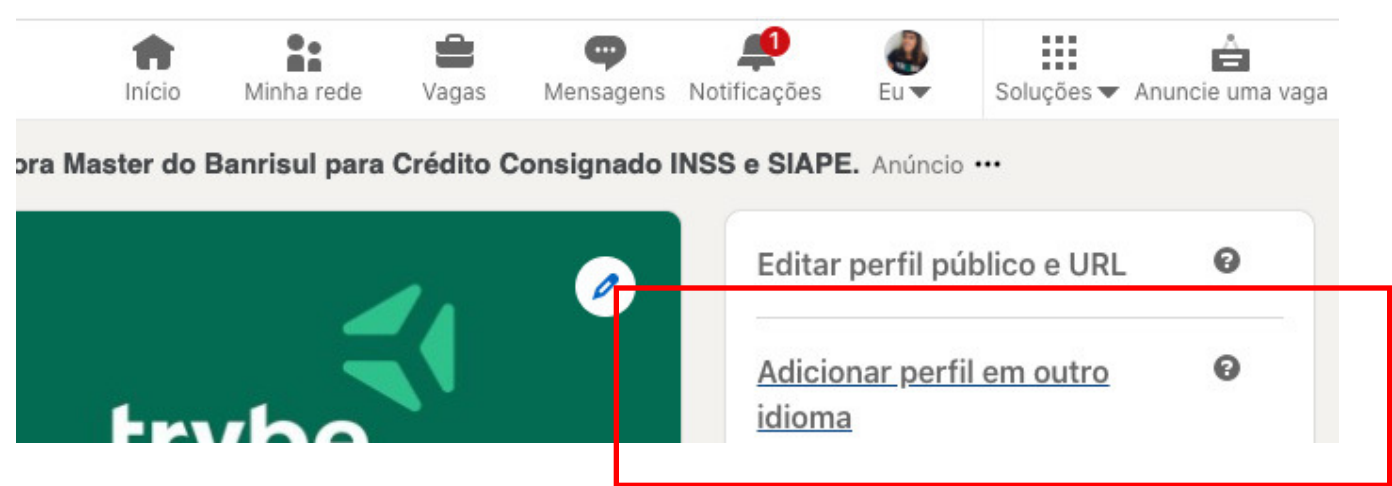 1
Início Minha rede Vagas Mensagens Notificações Eu Soluções Anuncie uma vaga
ora Master do Banrisul para Crédito Consignado INSS e SIAPE. Anúncio •••
Editar perfil público e URL ?
Adicionar perfil em outro ?
idioma
trybe